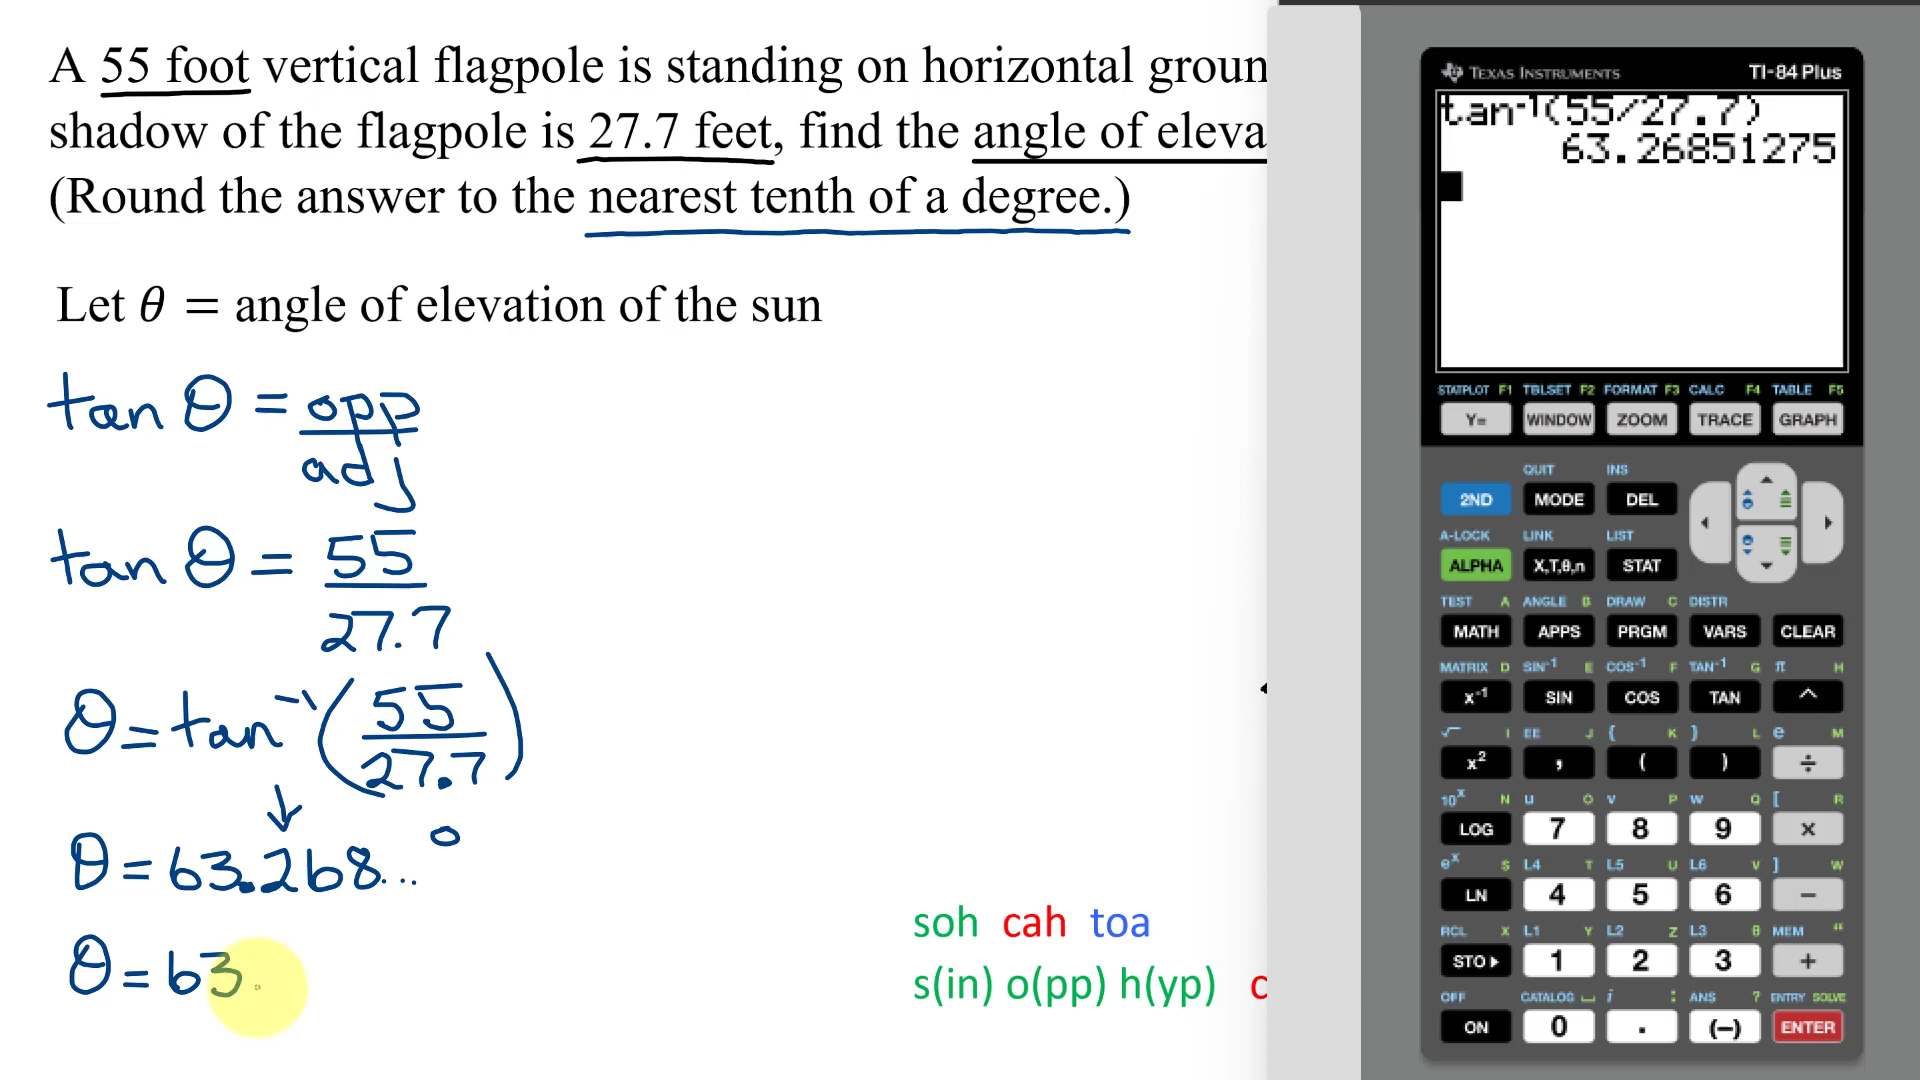 A 55 foot vertical flagpole is standing on horizontal groun
shadow of the flagpole is 27.7 feet, find the angle of eleva
(Round the answer to the nearest tenth of a degree.)
Let θ = angle of elevation of the sun
tan θ = opp
adj
tan θ = 55
27.7
θ = tan⁻¹(55
27.7)
θ = 63.268...°
θ = 63.
soh cah toa
s(in) o(pp) h(yp) c
TEXAS INSTRUMENTS TI-84 Plus
tan⁻¹(55/27.7)
63.26851275
STATPLOT F1 TBLSET F2 FORMAT F3 CALC F4 TABLE F5
Y= WINDOW ZOOM TRACE GRAPH
QUIT INS
2ND MODE DEL
A-LOCK LINK LIST
ALPHA X,T,θ,n STAT
TEST A ANGLE B DRAW C DISTR
MATH APPS PRGM VARS CLEAR
MATRIX D SIN⁻¹ E COS⁻¹ F TAN⁻¹ G π H
x⁻¹ SIN COS TAN ^
√ I EE J { K } L e M
x² , ( ) ÷
10ˣ N u O v P w Q [ R
LOG 7 8 9 ×
eˣ S L4 T L5 U L6 V ] W
LN 4 5 6 −
RCL X L1 Y L2 Z L3 θ MEM "
STO▸ 1 2 3 +
OFF CATALOG ⎵ i : ANS ? ENTRY SOLVE
ON 0 . (−) ENTER